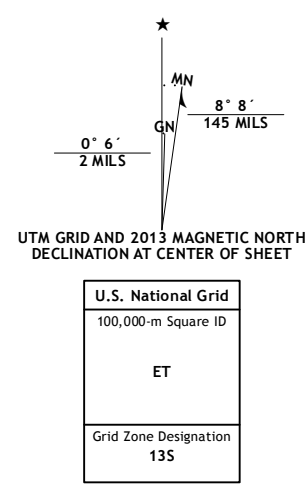 MN
8° 8´
145 MILS
GN
0° 6´
2 MILS
UTM GRID AND 2013 MAGNETIC NORTH
DECLINATION AT CENTER OF SHEET
U.S. National Grid
100,000-m Square ID
ET
Grid Zone Designation
13S